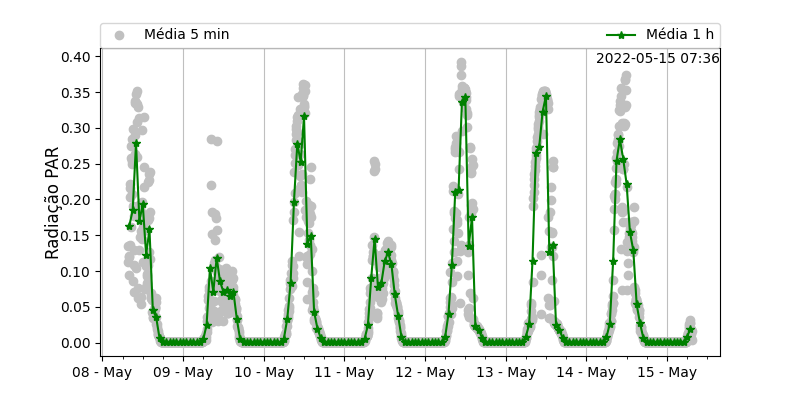 Média 5 min
Média 1 h
2022-05-15 07:36
Radiação PAR
0.40
0.35
0.30
0.25
0.20
0.15
0.10
0.05
0.00
08 - May
09 - May
10 - May
11 - May
12 - May
13 - May
14 - May
15 - May